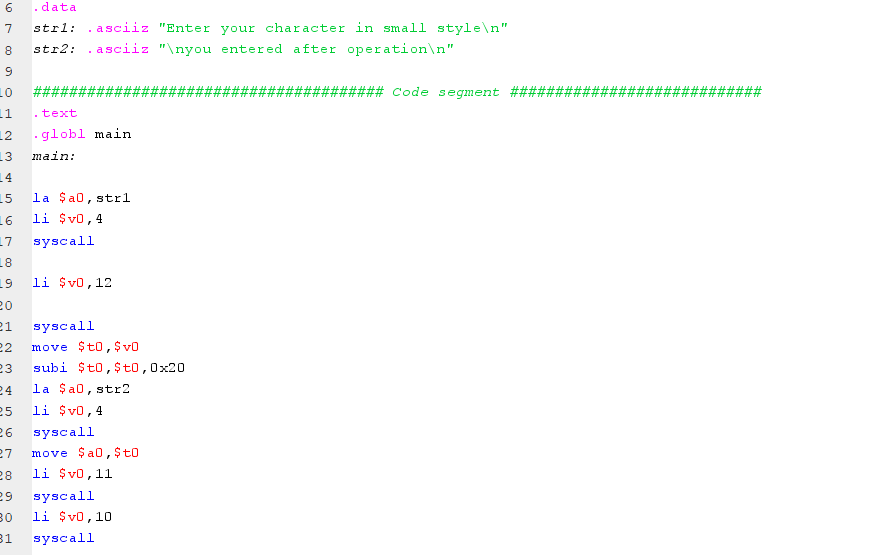 6 .data
7 str1: .asciiz "Enter your character in small style\n"
8 str2: .asciiz "\nyou entered after operation\n"
9
10 ####################################### Code segment ############################
11 .text
12 .globl main
13 main:
14
15 la $a0,str1
16 li $v0,4
17 syscall
18
19 li $v0,12
20
21 syscall
22 move $t0,$v0
23 subi $t0,$t0,0x20
24 la $a0,str2
25 li $v0,4
26 syscall
27 move $a0,$t0
28 li $v0,11
29 syscall
30 li $v0,10
31 syscall